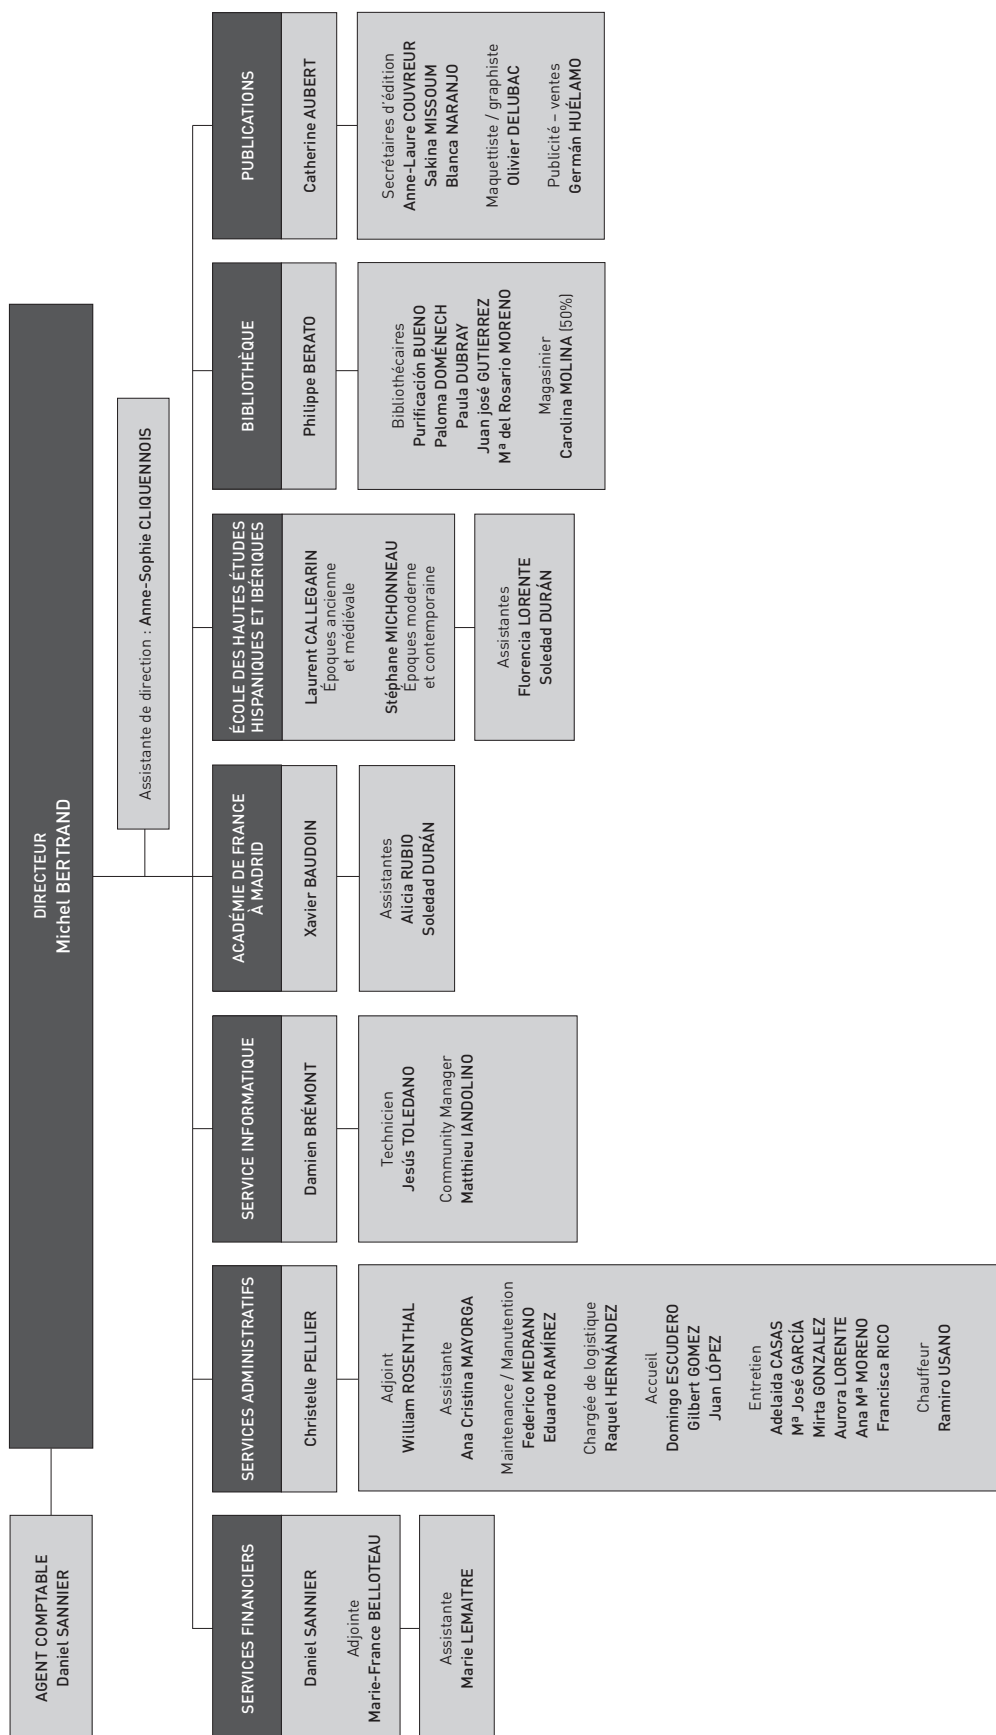 DIRECTEUR
Michel BERTRAND
AGENT COMPTABLE
Daniel SANNIER
Assistante de direction : Anne-Sophie CLIQUENNOIS
SERVICES FINANCIERS
Daniel SANNIER
Adjointe
Marie-France BELLOTEAU
Assistante
Marie LEMAITRE
SERVICES ADMINISTRATIFS
Christelle PELLIER
Adjoint
William ROSENTHAL
Assistante
Ana Cristina MAYORGA
Maintenance / Manutention
Federico MEDRANO
Eduardo RAMÍREZ
Chargée de logistique
Raquel HERNÁNDEZ
Accueil
Domingo ESCUDERO
Gilbert GOMEZ
Juan LÓPEZ
Entretien
Adelaida CASAS
Mª José GARCÍA
Mirta GONZALEZ
Aurora LORENTE
Ana Mª MORENO
Francisca RICO
Chauffeur
Ramiro USANO
SERVICE INFORMATIQUE
Damien BRÉMONT
Technicien
Jesús TOLEDANO
Community Manager
Matthieu IANDOLINO
ACADÉMIE DE FRANCE
À MADRID
Xavier BAUDOIN
Assistantes
Alicia RUBIO
Soledad DURÁN
ÉCOLE DES HAUTES ÉTUDES
HISPANIQUES ET IBÉRIQUES
Laurent CALLEGARIN
Époques ancienne
et médiévale
Stéphane MICHONNEAU
Époques moderne
et contemporaine
Assistantes
Florencia LORENTE
Soledad DURÁN
BIBLIOTHÈQUE
Philippe BERATO
Bibliothécaires
Purificación BUENO
Paloma DOMÉNECH
Paula DUBRAY
Juan josé GUTIERREZ
Mª del Rosario MORENO
Magasinier
Carolina MOLINA (50%)
PUBLICATIONS
Catherine AUBERT
Secrétaires d'édition
Anne-Laure COUVREUR
Sakina MISSOUM
Blanca NARANJO
Maquettiste / graphiste
Olivier DELUBAC
Publicité – ventes
Germán HUÉLAMO